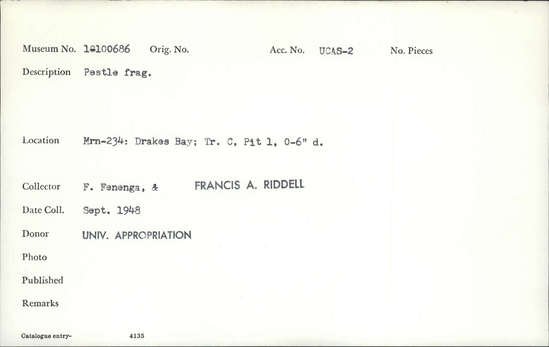 Museum No. 10100686 Orig. No. Acc. No. UCAS-2 No. Pieces
Description Pestle frag.
Location Mrn-234: Drakes Bay; Tr. C, Pit 1, 0-6" d.
Collector F. Fenenga, & FRANCIS A. RIDDELL
Date Coll. Sept. 1948
Donor UNIV. APPROPRIATION
Photo
Published
Remarks
Catalogue entry- 4135